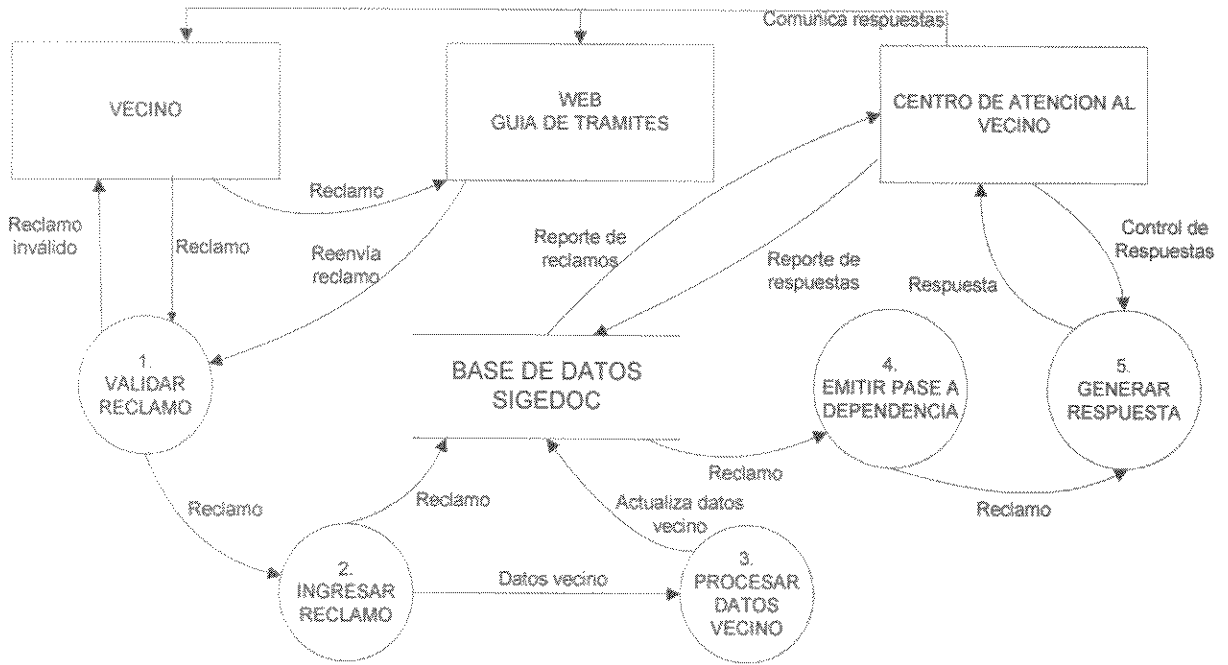 Comunica respuestas
VECINO
WEB
GUIA DE TRAMITES
CENTRO DE ATENCION AL
VECINO
Reclamo
Reclamo
inválido
Reclamo
Reenvía
reclamo
Reporte de
reclamos
Reporte de
respuestas
Respuesta
Control de
Respuestas
1.
VALIDAR
RECLAMO
BASE DE DATOS
SIGEDOC
4.
EMITIR PASE A
DEPENDENCIA
5.
GENERAR
RESPUESTA
Reclamo
Reclamo
Reclamo
Actualiza datos
vecino
Reclamo
2.
INGRESAR
RECLAMO
Datos vecino
3.
PROCESAR
DATOS
VECINO